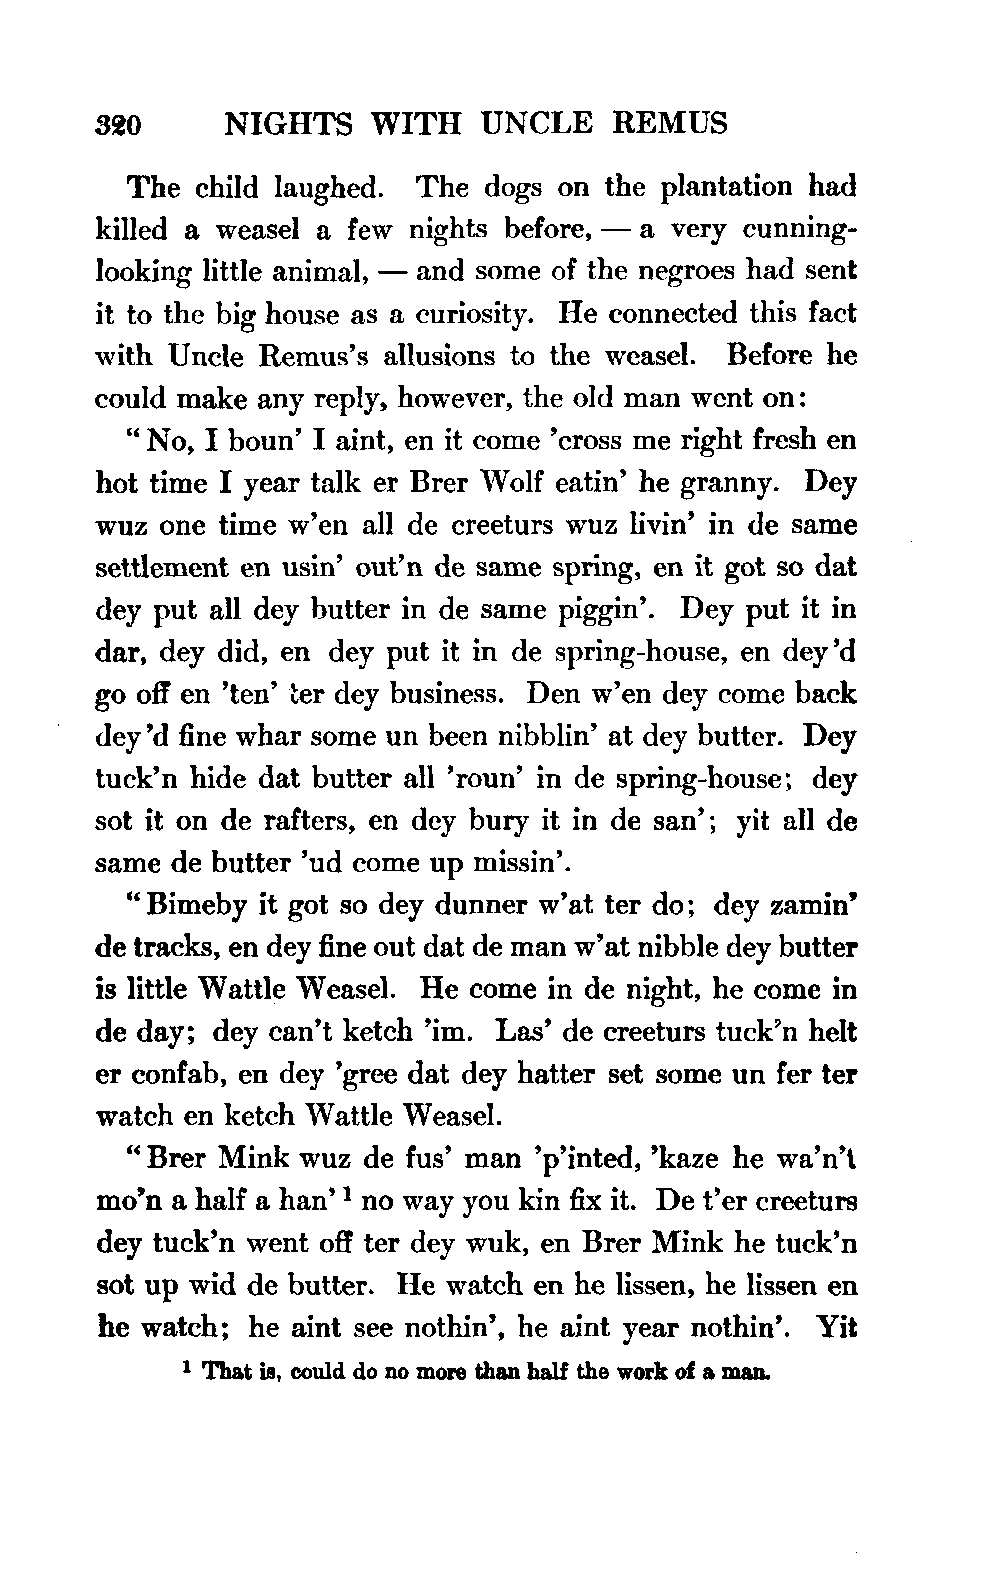 320 NIGHTS WITH UNCLE REMUS
The child laughed. The dogs on the plantation had
killed a weasel a few nights before, — a very cunning-
looking little animal, — and some of the negroes had sent
it to the big house as a curiosity. He connected this fact
with Uncle Remus's allusions to the weasel. Before he
could make any reply, however, the old man went on:
"No, I boun' I aint, en it come 'cross me right fresh en
hot time I year talk er Brer Wolf eatin' he granny. Dey
wuz one time w'en all de creeturs wuz livin' in de same
settlement en usin' out'n de same spring, en it got so dat
dey put all dey butter in de same piggin'. Dey put it in
dar, dey did, en dey put it in de spring-house, en dey'd
go off en 'ten' ter dey business. Den w'en dey come back
dey'd fine whar some un been nibblin' at dey butter. Dey
tuck'n hide dat butter all 'roun' in de spring-house; dey
sot it on de rafters, en dey bury it in de san'; yit all de
same de butter 'ud come up missin'.
"Bimeby it got so dey dunner w'at ter do; dey zamin'
de tracks, en dey fine out dat de man w'at nibble dey butter
is little Wattle Weasel. He come in de night, he come in
de day; dey can't ketch 'im. Las' de creeturs tuck'n helt
er confab, en dey 'gree dat dey hatter set some un fer ter
watch en ketch Wattle Weasel.
"Brer Mink wuz de fus' man 'p'inted, 'kaze he wa'n't
mo'n a half a han' ¹ no way you kin fix it. De t'er creeturs
dey tuck'n went off ter dey wuk, en Brer Mink he tuck'n
sot up wid de butter. He watch en he lissen, he lissen en
he watch; he aint see nothin', he aint year nothin'. Yit
¹ That is, could do no more than half the work of a man.